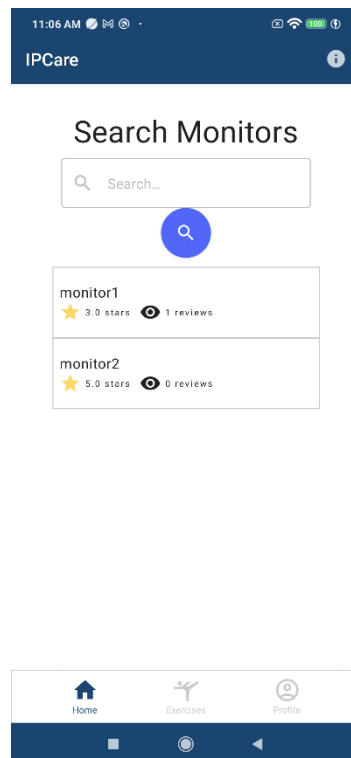 11:06 AM
100
IPCare
Search Monitors
Search...
monitor1
3.0 stars 1 reviews
monitor2
5.0 stars 0 reviews
Home Exercises Profile